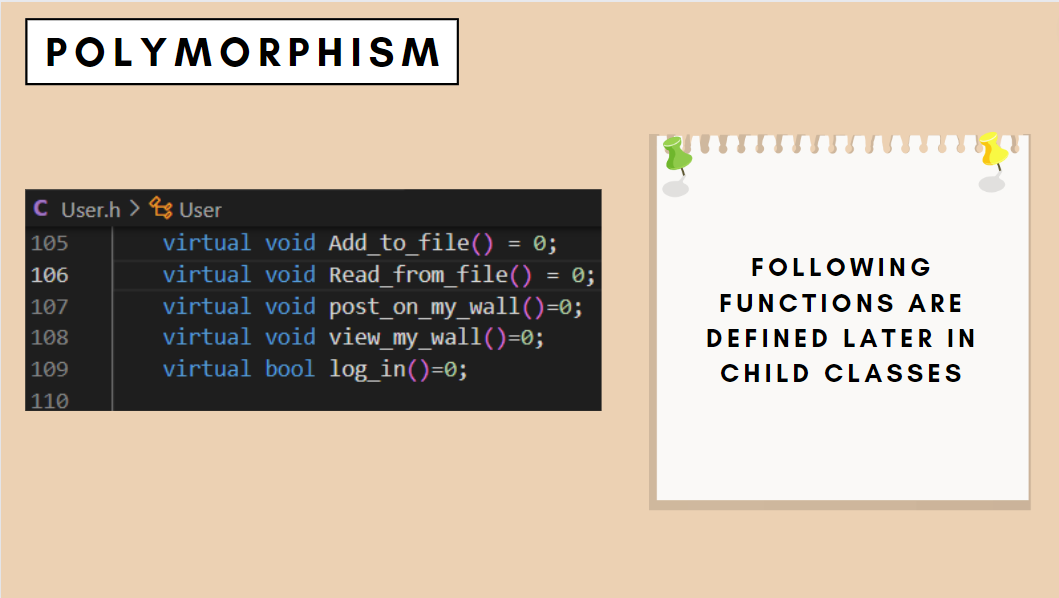 POLYMORPHISM
User.h > User
105 virtual void Add_to_file() = 0;
106 virtual void Read_from_file() = 0;
107 virtual void post_on_my_wall()=0;
108 virtual void view_my_wall()=0;
109 virtual bool log_in()=0;
110
FOLLOWING
FUNCTIONS ARE
DEFINED LATER IN
CHILD CLASSES